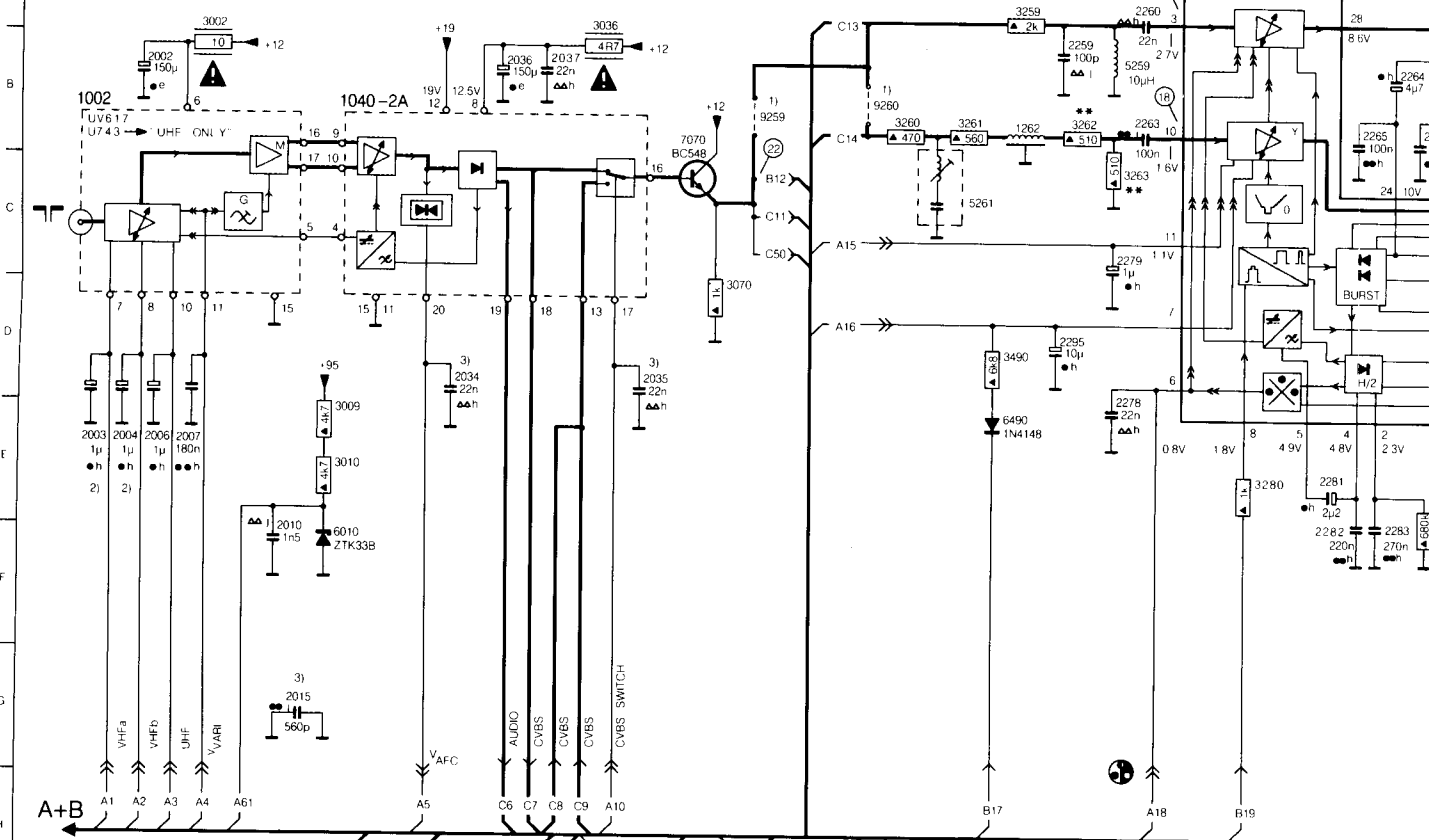 3002
10
+12
2002
150µ
e
6
+19
3036
4R7
+12
2036
150µ
e
2037
22n
h
19V
12
12.5V
8
B
1002
UV617
U743 → "UHF ONLY"
1040-2A
16
9
17
10
M
G
5
4
7
8
10
11
15
15
11
20
19
18
13
17
16
7070
BC548
+12
1)
9259
22
B12
C11
C50
3070
1k
C
D
E
F
G
H
C13
3259
2k
2260
h
22n
3
2.7V
2259
100p
5259
10µH
1)
9260
C14
3260
470
3261
560
1262
3262
510
**
2263
100n
18
10
1.6V
510
3263
**
5261
A15
2279
1µ
h
11
1.1V
A16
7
3490
6k8
2295
10µ
h
6490
1N4148
2278
22n
h
6
0.8V
28
8.6V
h
2264
4µ7
2265
100n
h
24
10V
Y
0
BURST
H/2
8
1.8V
5
4.9V
4
4.8V
2
2.3V
3280
1k
2281
2µ2
h
2282
220n
h
2283
270n
h
680k
2003
1µ
h
2)
2004
1µ
h
2)
2006
1µ
h
2007
180n
h
+95
3009
4k7
3010
4k7
2010
1n5
6010
ZTK33B
3)
2034
22n
h
3)
2035
22n
h
3)
2015
560p
VHFa
VHFb
UHF
VVARI
VAFC
AUDIO
CVBS
CVBS
CVBS
CVBS SWITCH
A+B
A1
A2
A3
A4
A61
A5
C6
C7
C8
C9
A10
B17
A18
B19